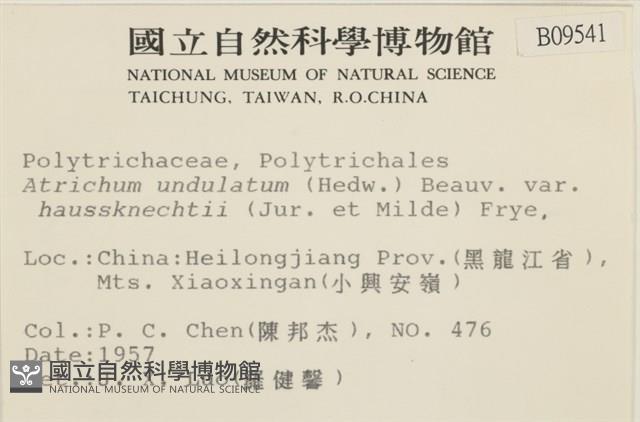 國立自然科學博物館
B09541
NATIONAL MUSEUM OF NATURAL SCIENCE
TAICHUNG, TAIWAN, R.O.CHINA
Polytrichaceae, Polytrichales
Atrichum undulatum (Hedw.) Beauv. var.
haussknechtii (Jur. et Milde) Frye,
Loc.:China:Heilongjiang Prov.(黑龍江省),
Mts. Xiaoxingan(小興安嶺)
Col.:P. C. Chen(陳邦杰), NO. 476
Date:1957
國立自然科學博物館
健馨)
NATIONAL MUSEUM OF NATURAL SCIENCE